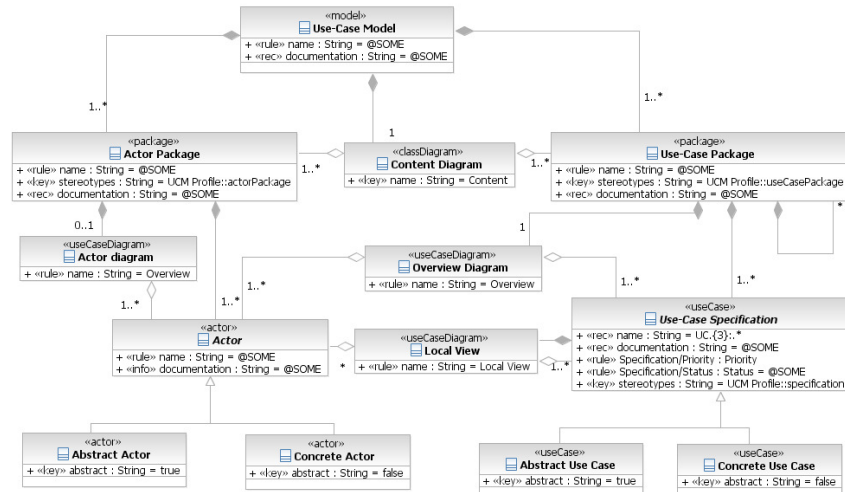 «model»
Use-Case Model
+ «rule» name : String = @SOME
+ «rec» documentation : String = @SOME
1..*
1
1..*
«package»
Actor Package
+ «rule» name : String = @SOME
+ «key» stereotypes : String = UCM Profile::actorPackage
+ «rec» documentation : String = @SOME
1..*
«classDiagram»
Content Diagram
+ «key» name : String = Content
1..*
«package»
Use-Case Package
+ «rule» name : String = @SOME
+ «key» stereotypes : String = UCM Profile::useCasePackage
+ «rec» documentation : String = @SOME
*
0..1
1
«useCaseDiagram»
Actor diagram
+ «rule» name : String = Overview
«useCaseDiagram»
Overview Diagram
+ «rule» name : String = Overview
1..*
1..*
1..*
1..*
1..*
«actor»
Actor
+ «rule» name : String = @SOME
+ «info» documentation : String = @SOME
*
«useCaseDiagram»
Local View
+ «rule» name : String = Local View
1..*
«useCase»
Use-Case Specification
+ «rec» name : String = UC.{3}:.*
+ «rec» documentation : String = @SOME
+ «rule» Specification/Priority : Priority
+ «rule» Specification/Status : Status = @SOME
+ «key» stereotypes : String = UCM Profile::specification
«actor»
Abstract Actor
+ «key» abstract : String = true
«actor»
Concrete Actor
+ «key» abstract : String = false
«useCase»
Abstract Use Case
+ «key» abstract : String = true
«useCase»
Concrete Use Case
+ «key» abstract : String = false